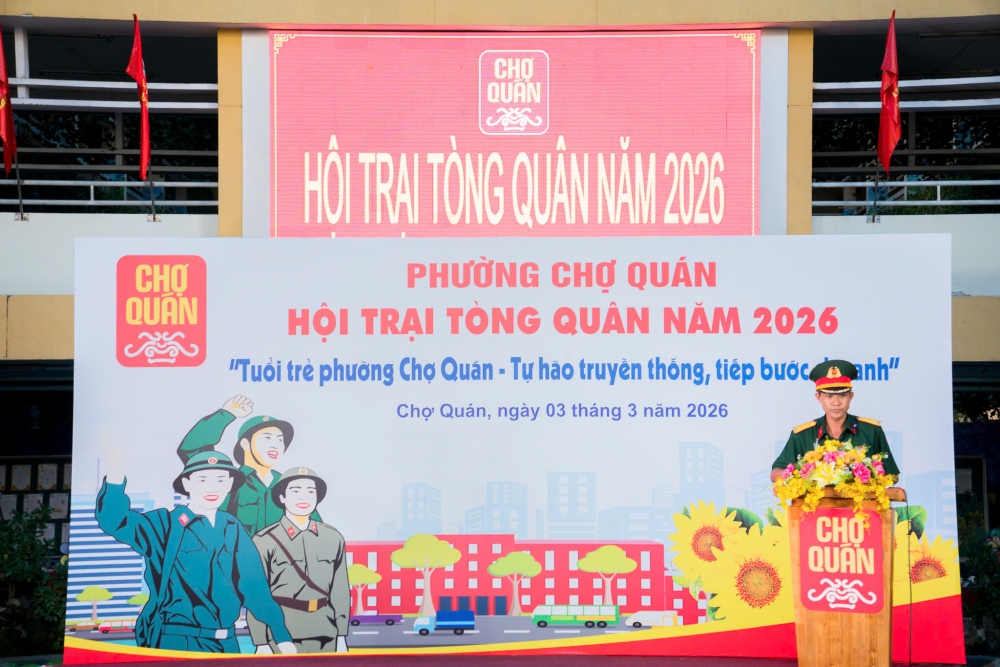 CHỢ
QUÁN
HỘI TRẠI TÒNG QUÂN NĂM 2026
CHỢ
QUÁN
PHƯỜNG CHỢ QUÁN
HỘI TRẠI TÒNG QUÂN NĂM 2026
"Tuổi trẻ phường Chợ Quán - Tự hào truyền thống, tiếp bước anh"
Chợ Quán, ngày 03 tháng 3 năm 2026
CHỢ
QUÁN